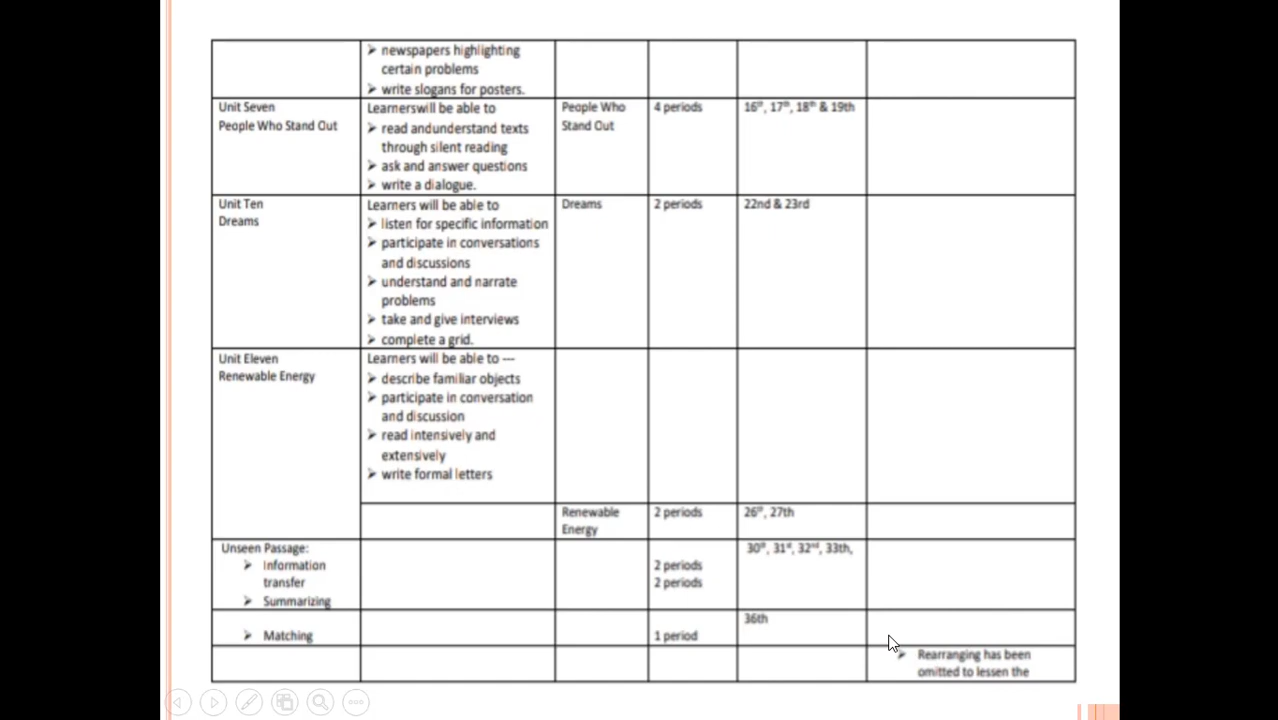 ➢ newspapers highlighting
certain problems
➢ write slogans for posters.
Unit Seven
People Who Stand Out
Learnerswill be able to
➢ read andunderstand texts
through silent reading
➢ ask and answer questions
➢ write a dialogue.
People Who
Stand Out
4 periods
16th, 17th, 18th & 19th
Unit Ten
Dreams
Learners will be able to
➢ listen for specific information
➢ participate in conversations
and discussions
➢ understand and narrate
problems
➢ take and give interviews
➢ complete a grid.
Dreams
2 periods
22nd & 23rd
Unit Eleven
Renewable Energy
Learners will be able to ---
➢ describe familiar objects
➢ participate in conversation
and discussion
➢ read intensively and
extensively
➢ write formal letters
Renewable
Energy
2 periods
26th, 27th
Unseen Passage:
➢ Information
transfer
➢ Summarizing
2 periods
2 periods
30th, 31st, 32nd, 33th,
➢ Matching
1 period
36th
➢ Rearranging has been
omitted to lessen the